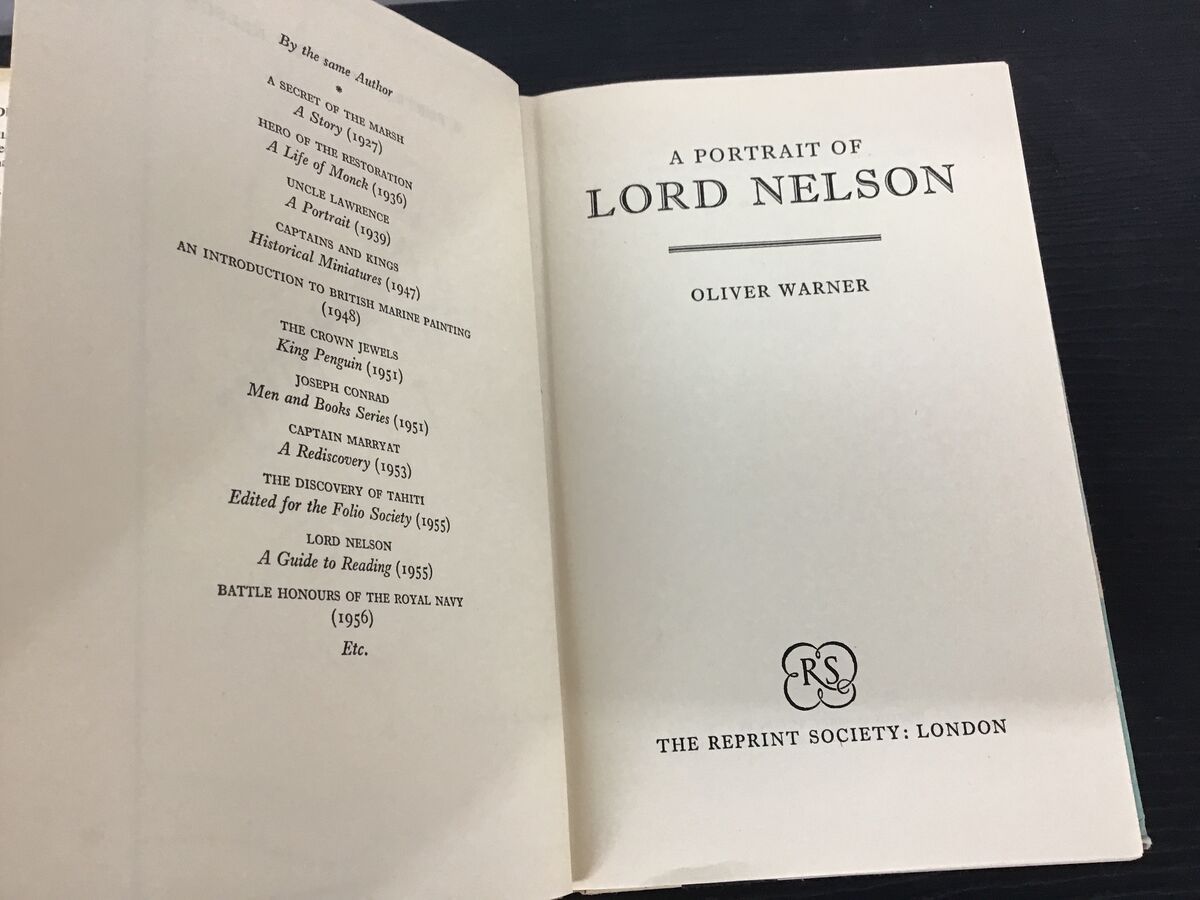 By the same Author
*
A SECRET OF THE MARSH
A Story (1927)
HERO OF THE RESTORATION
A Life of Monck (1936)
UNCLE LAWRENCE
A Portrait (1939)
CAPTAINS AND KINGS
Historical Miniatures (1947)
AN INTRODUCTION TO BRITISH MARINE PAINTING
(1948)
THE CROWN JEWELS
King Penguin (1951)
JOSEPH CONRAD
Men and Books Series (1951)
CAPTAIN MARRYAT
A Rediscovery (1953)
THE DISCOVERY OF TAHITI
Edited for the Folio Society (1955)
LORD NELSON
A Guide to Reading (1955)
BATTLE HONOURS OF THE ROYAL NAVY
(1956)
Etc.
A PORTRAIT OF
LORD NELSON
OLIVER WARNER
RS
THE REPRINT SOCIETY: LONDON